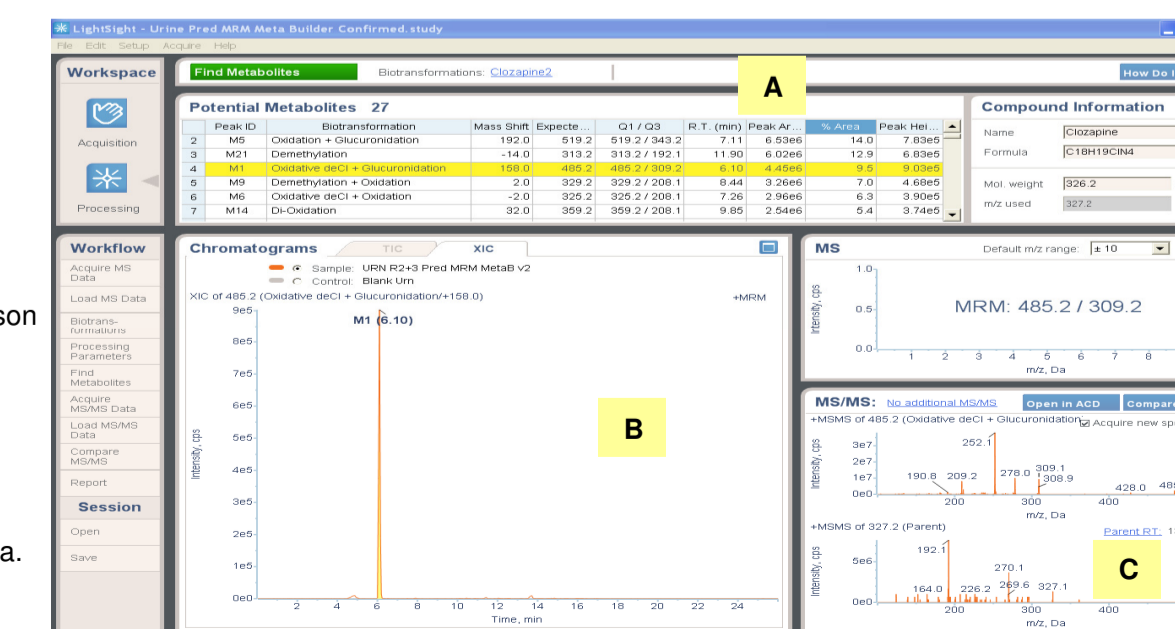 LightSight - Urine Pred MRM Meta Builder Confirmed.study
File Edit Setup Acquire Help
Workspace
Acquisition
Processing
Find Metabolites Biotransformations: Clozapine2
A
How Do I
Potential Metabolites 27
Peak ID Biotransformation Mass Shift Expecte... Q1 / Q3 R.T. (min) Peak Ar... % Area Peak Hei...
2 M5 Oxidation + Glucuronidation 192.0 519.2 519.2 / 343.2 7.11 6.53e6 14.0 7.83e5
3 M21 Demethylation -14.0 313.2 313.2 / 192.1 11.90 6.02e6 12.9 6.83e5
4 M1 Oxidative deCl + Glucuronidation 158.0 485.2 485.2 / 309.2 6.10 4.45e6 9.5 9.03e5
5 M9 Demethylation + Oxidation 2.0 329.2 329.2 / 208.1 8.44 3.26e6 7.0 4.68e5
6 M6 Oxidative deCl + Oxidation -2.0 325.2 325.2 / 208.1 7.26 2.96e6 6.3 3.90e5
7 M14 Di-Oxidation 32.0 359.2 359.2 / 208.1 9.85 2.54e6 5.4 3.74e5
Compound Information
Name Clozapine
Formula C18H19ClN4
Mol. weight 326.2
m/z used 327.2
son
a.
Workflow
Acquire MS
Data
Load MS Data
Biotrans-
formations
Processing
Parameters
Find
Metabolites
Acquire
MS/MS Data
Load MS/MS
Data
Compare
MS/MS
Report
Session
Open
Save
Chromatograms TIC XIC
Sample: URN R2+3 Pred MRM MetaB v2
Control: Blank Urn
XIC of 485.2 (Oxidative deCl + Glucuronidation/+158.0) +MRM
M1 (6.10)
B
Intensity, cps
9e5
8e5
7e5
6e5
5e5
4e5
3e5
2e5
1e5
0e0
2 4 6 8 10 12 14 16 18 20 22 24
Time, min
MS Default m/z range: ± 10
MRM: 485.2 / 309.2
Intensity, cps
1.0
0.5
0.0
1 2 3 4 5 6 7 8
m/z, Da
MS/MS: No additional MS/MS Open in ACD Compare
+MSMS of 485.2 (Oxidative deCl + Glucuronidation
Acquire new spe
Intensity, cps
3e7
2e7
1e7
0e0
190.8 209.2 252.1 278.0 309.1 308.9 428.0
200 300 400
m/z, Da
+MSMS of 327.2 (Parent) Parent RT: 1
Intensity, cps
5e6
0e0
164.0 192.1 226.2 270.1 269.6 327.1
C
200 300 400
m/z, Da